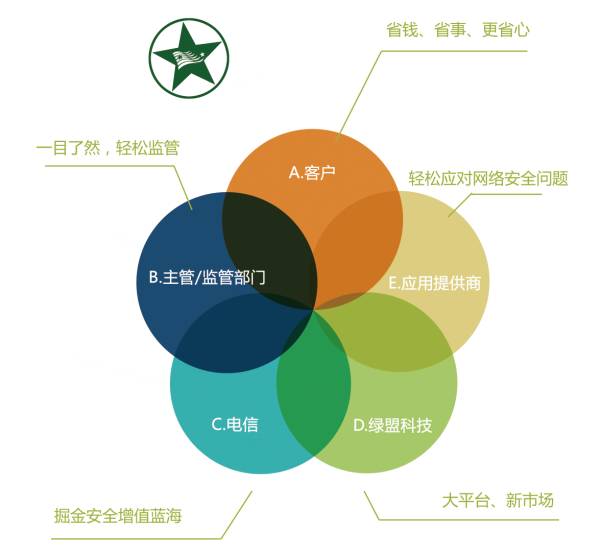 省钱、省事、更省心
一目了然，轻松监管
A.客户
轻松应对网络安全问题
B.主管/监管部门
E.应用提供商
C.电信
D.绿盟科技
大平台、新市场
掘金安全增值蓝海